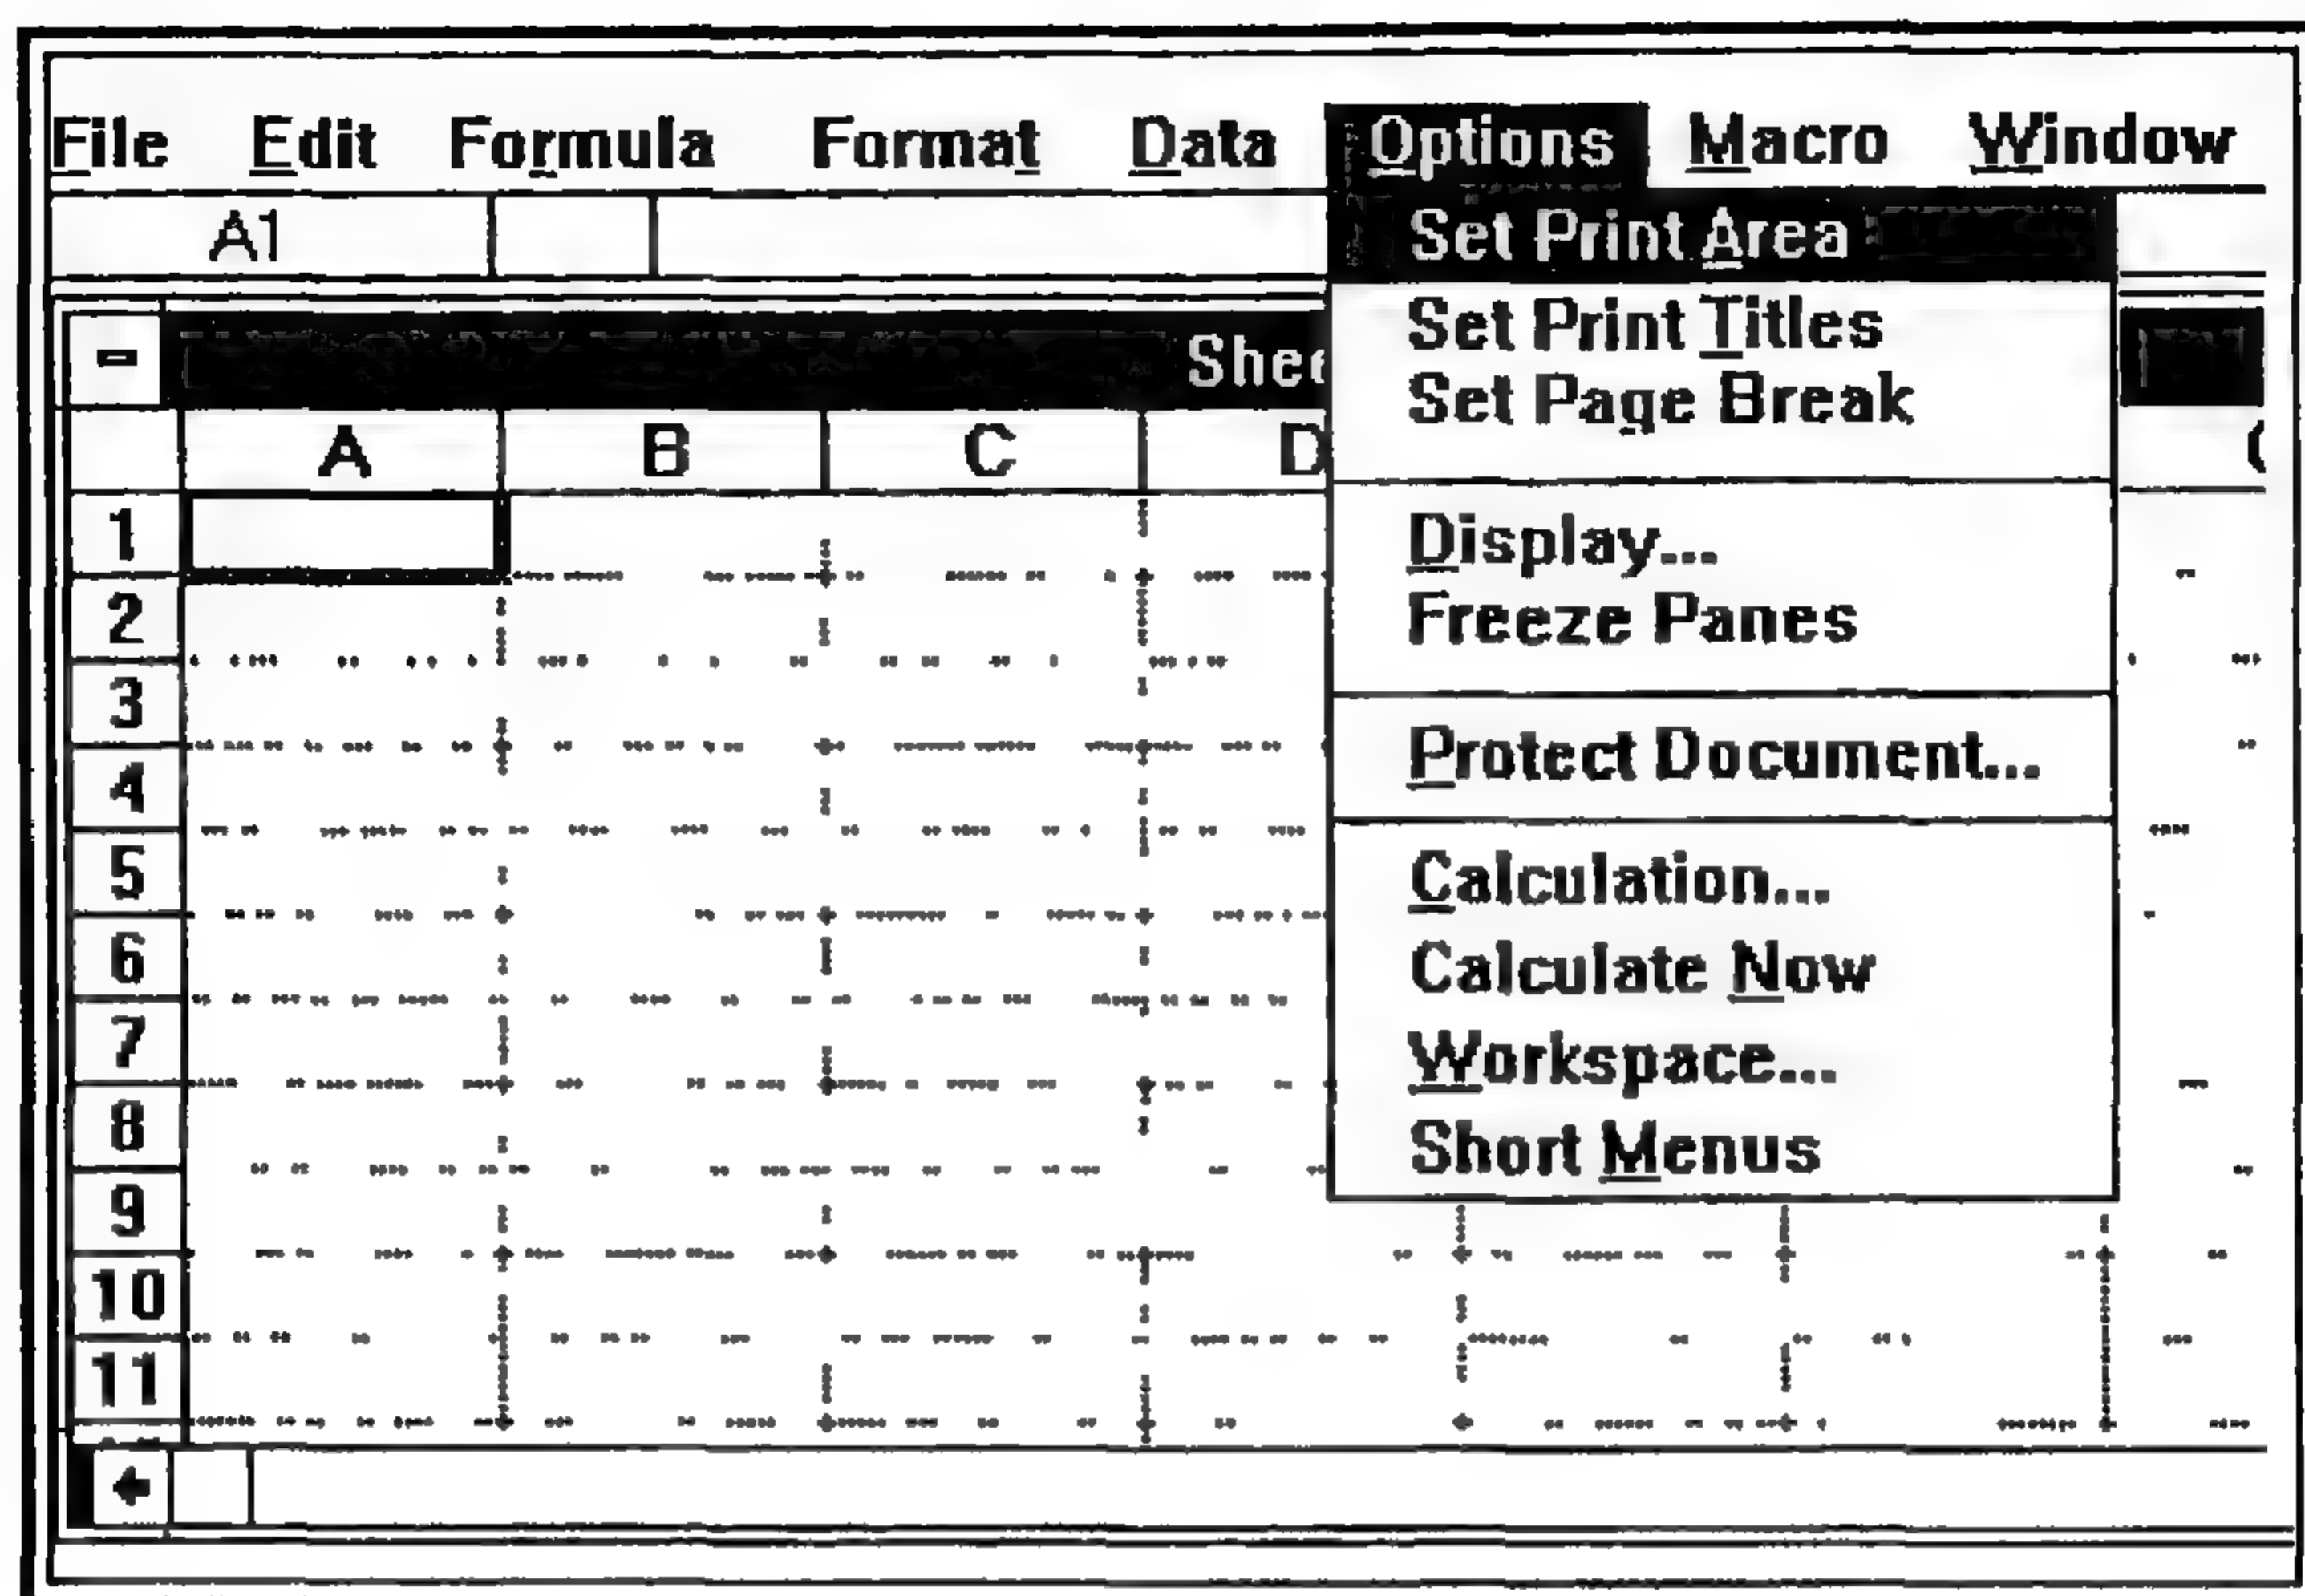 File Edit Formula Format Data Options Macro Window
A1
Set Print Area
Set Print Titles
Set Page Break
Display...
Freeze Panes
Protect Document...
Calculation...
Calculate Now
Workspace...
Short Menus
A B C D
1
2
3
4
5
6
7
8
9
10
11